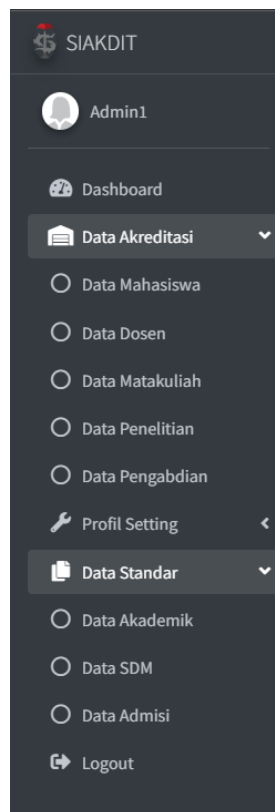 SIAKDIT
Admin1
Dashboard
Data Akreditasi
Data Mahasiswa
Data Dosen
Data Matakuliah
Data Penelitian
Data Pengabdian
Profil Setting
Data Standar
Data Akademik
Data SDM
Data Admisi
Logout